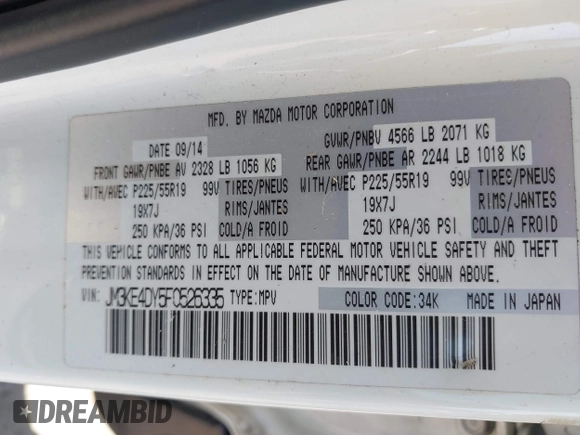 MFD. BY MAZDA MOTOR CORPORATION
DATE 09/14 GVWR/PNBV 4566 LB 2071 KG
FRONT GAWR/PNBE AV 2328 LB 1056 KG REAR GAWR/PNBE AR 2244 LB 1018 KG
WITH/AVEC P225/55R19 99V TIRES/PNEUS WITH/AVEC P225/55R19 99V TIRES/PNEUS
19X7J RIMS/JANTES 19X7J RIMS/JANTES
250 KPA/36 PSI COLD/A FROID 250 KPA/36 PSI COLD/A FROID
THIS VEHICLE CONFORMS TO ALL APPLICABLE FEDERAL MOTOR VEHICLE SAFETY AND THEFT
PREVENTION STANDARDS IN EFFECT ON THE DATE OF MANUFACTURE SHOWN ABOVE.
VIN: JM3KE4DY5F0526335 TYPE:MPV COLOR CODE:34K MADE IN JAPAN
DREAMBID